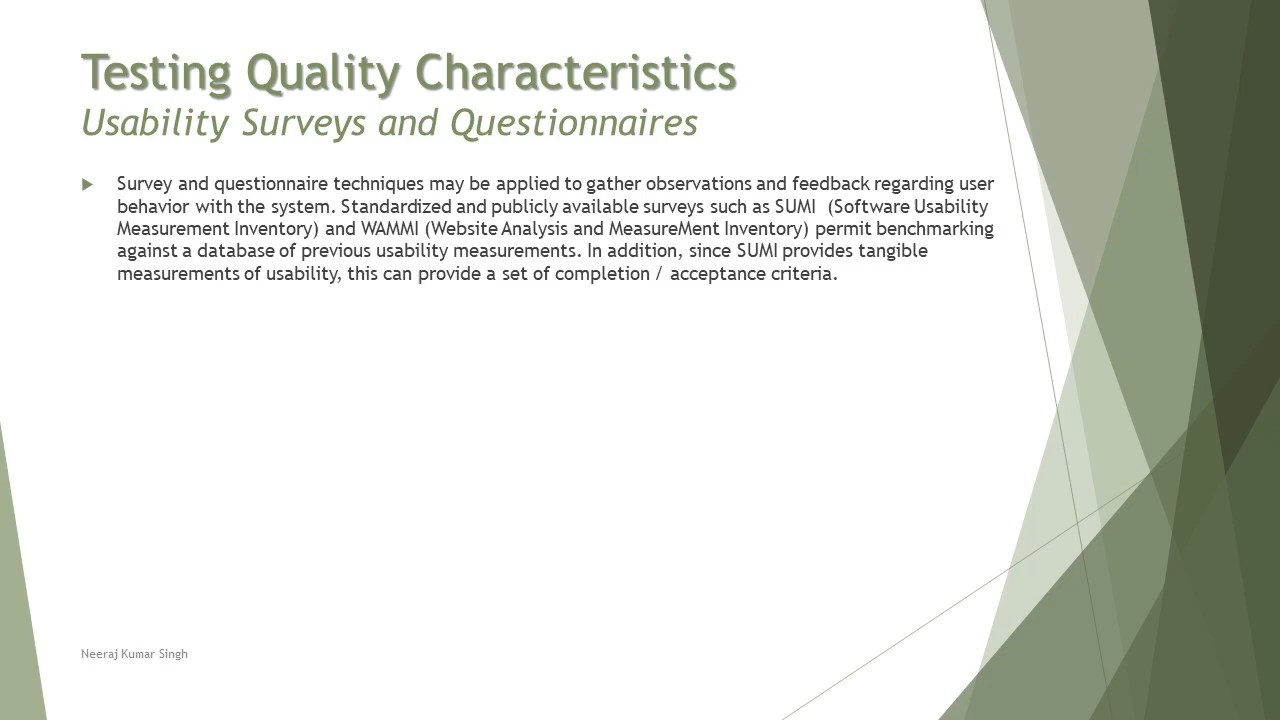 Testing Quality Characteristics
Usability Surveys and Questionnaires
Survey and questionnaire techniques may be applied to gather observations and feedback regarding user
behavior with the system. Standardized and publicly available surveys such as SUMI (Software Usability
Measurement Inventory) and WAMMI (Website Analysis and MeasureMent Inventory) permit benchmarking
against a database of previous usability measurements. In addition, since SUMI provides tangible
measurements of usability, this can provide a set of completion / acceptance criteria.
Neeraj Kumar Singh